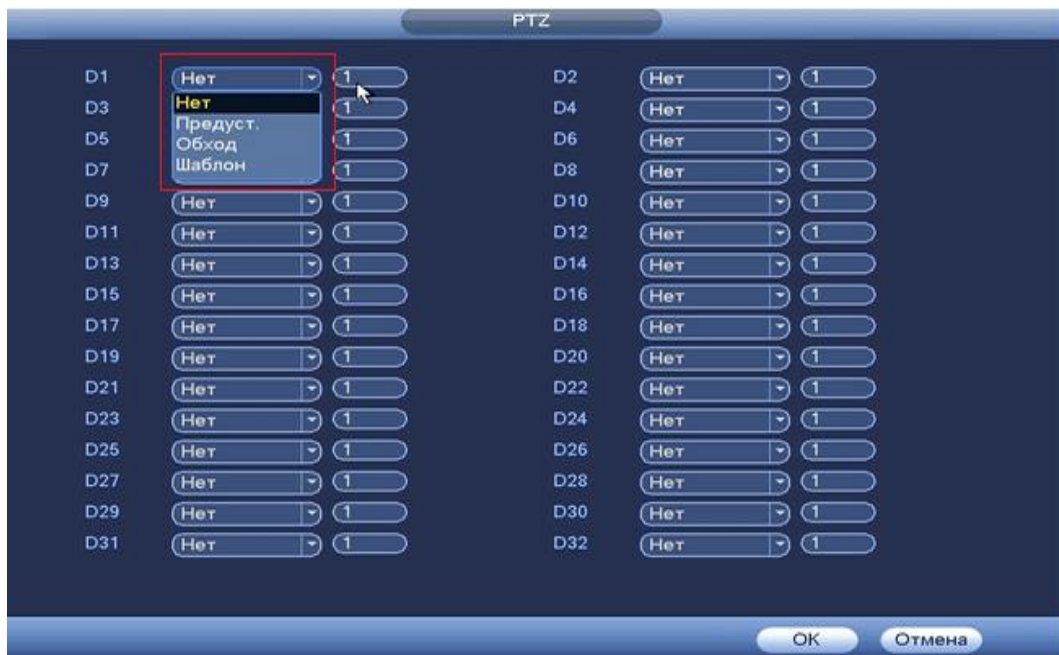 PTZ
D1 Нет 1 D2 Нет 1
Нет
Предуст.
Обход
Шаблон
D3 1 D4 Нет 1
D5 1 D6 Нет 1
D7 1 D8 Нет 1
D9 Нет 1 D10 Нет 1
D11 Нет 1 D12 Нет 1
D13 Нет 1 D14 Нет 1
D15 Нет 1 D16 Нет 1
D17 Нет 1 D18 Нет 1
D19 Нет 1 D20 Нет 1
D21 Нет 1 D22 Нет 1
D23 Нет 1 D24 Нет 1
D25 Нет 1 D26 Нет 1
D27 Нет 1 D28 Нет 1
D29 Нет 1 D30 Нет 1
D31 Нет 1 D32 Нет 1
OK Отмена